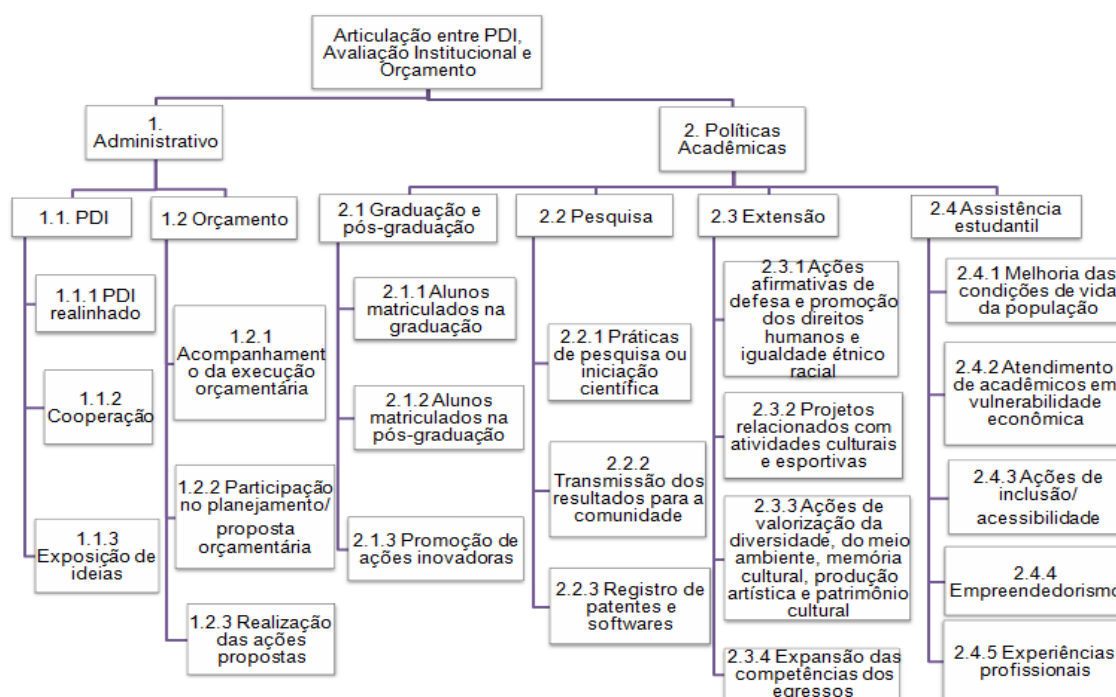 Articulação entre PDI,
Avaliação Institucional e
Orçamento
1.
Administrativo
2. Políticas
Acadêmicas
1.1. PDI
1.2 Orçamento
2.1 Graduação e
pós-graduação
2.2 Pesquisa
2.3 Extensão
2.4 Assistência
estudantil
1.1.1 PDI
realinhado
1.1.2
Cooperação
1.1.3
Exposição de
ideias
1.2.1
Acompanhament
o da execução
orçamentária
1.2.2 Participação
no planejamento/
proposta
orçamentária
1.2.3 Realização
das ações
propostas
2.1.1 Alunos
matriculados na
graduação
2.1.2 Alunos
matriculados na
pós-graduação
2.1.3 Promoção de
ações inovadoras
2.2.1 Práticas
de pesquisa ou
iniciação
científica
2.2.2
Transmissão dos
resultados para a
comunidade
2.2.3 Registro de
patentes e
softwares
2.3.1 Ações
afirmativas de
defesa e promoção
dos direitos
humanos e
igualdade étnico
racial
2.3.2 Projetos
relacionados com
atividades culturais
e esportivas
2.3.3 Ações de
valorização da
diversidade, do meio
ambiente, memória
cultural, produção
artística e patrimônio
cultural
2.3.4 Expansão das
competências dos
egressos
2.4.1 Melhoria das
condições de vida
da população
2.4.2 Atendimento
de acadêmicos em
vulnerabilidade
econômica
2.4.3 Ações de
inclusão/
acessibilidade
2.4.4
Empreendedorismo
2.4.5 Experiências
profissionais